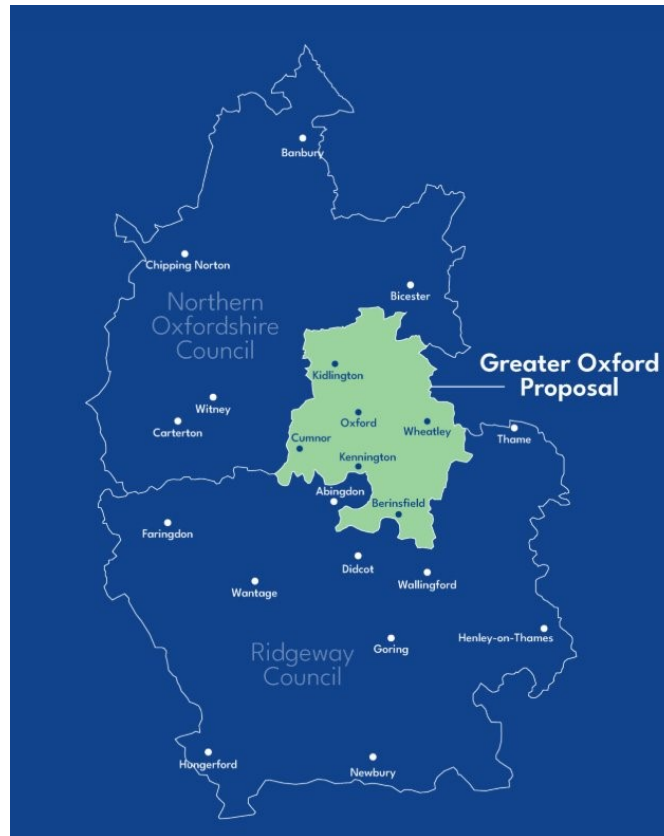 Banbury
Chipping Norton
Bicester
Northern
Oxfordshire
Council
Kidlington
Greater Oxford
Proposal
Witney
Oxford
Carterton
Wheatley
Thame
Cumnor
Kennington
Abingdon
Berinsfield
Faringdon
Didcot
Wallingford
Wantage
Henley-on-Thames
Goring
Ridgeway
Council
Hungerford
Newbury